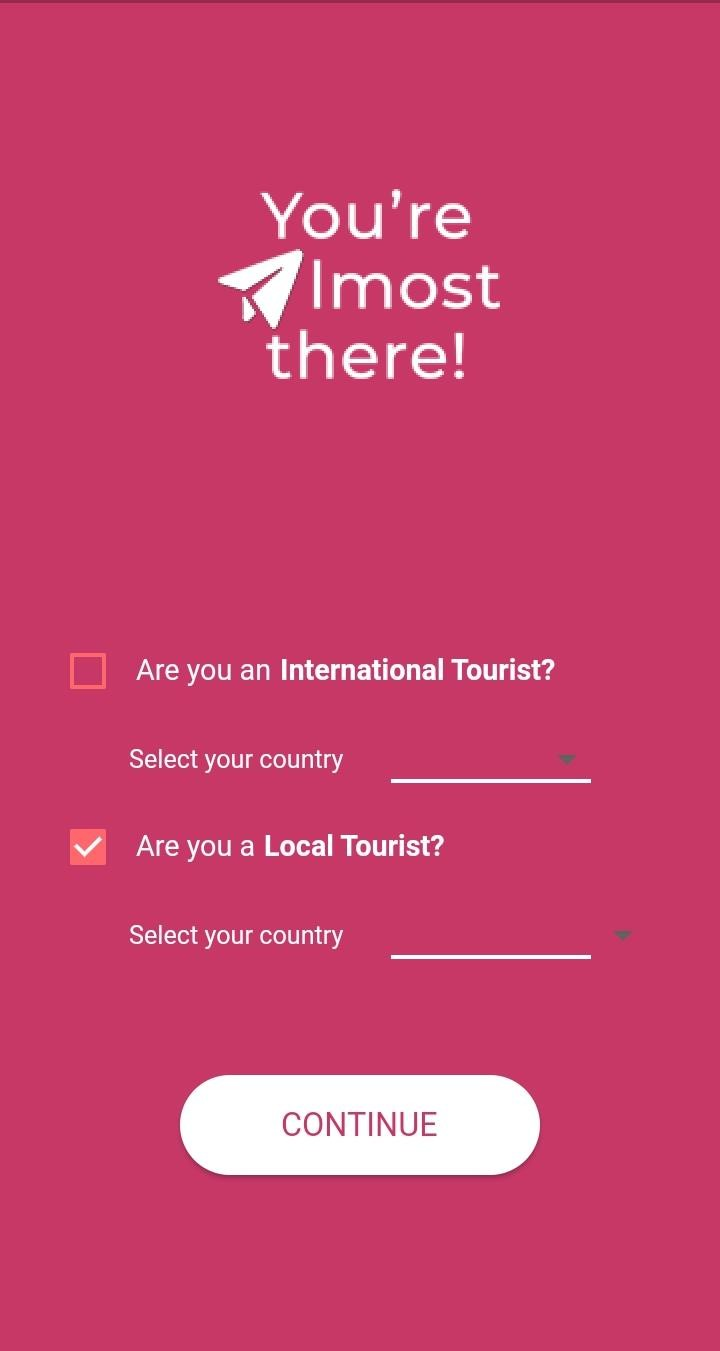 You're
lmost
there!
Are you an International Tourist?
Select your country
Are you a Local Tourist?
Select your country
CONTINUE